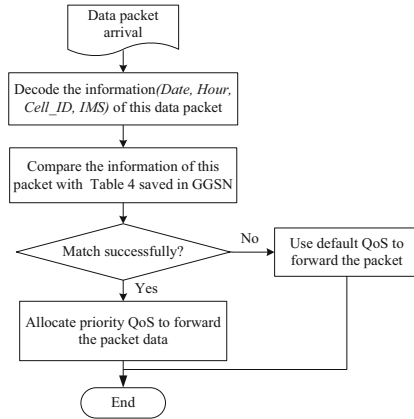 Data packet
arrival
Decode the information(Date, Hour,
Cell_ID, IMS) of this data packet
Compare the information of this
packet with Table 4 saved in GGSN
Match successfully?
No
Use default QoS to
forward the packet
Yes
Allocate priority QoS to forward
the packet data
End